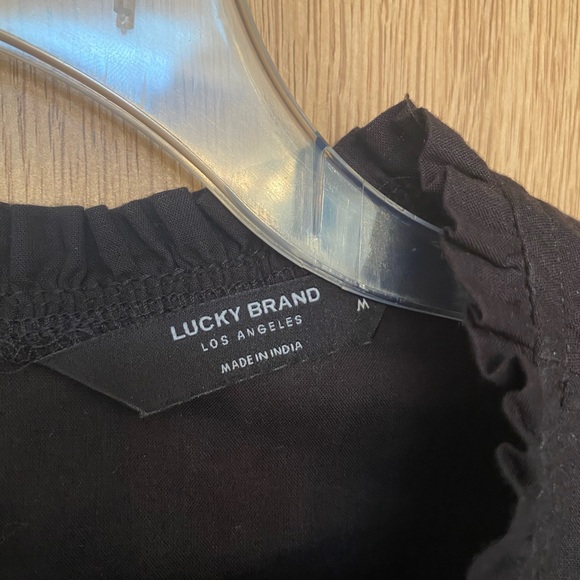 LUCKY BRAND
LOS ANGELES
MADE IN INDIA
M